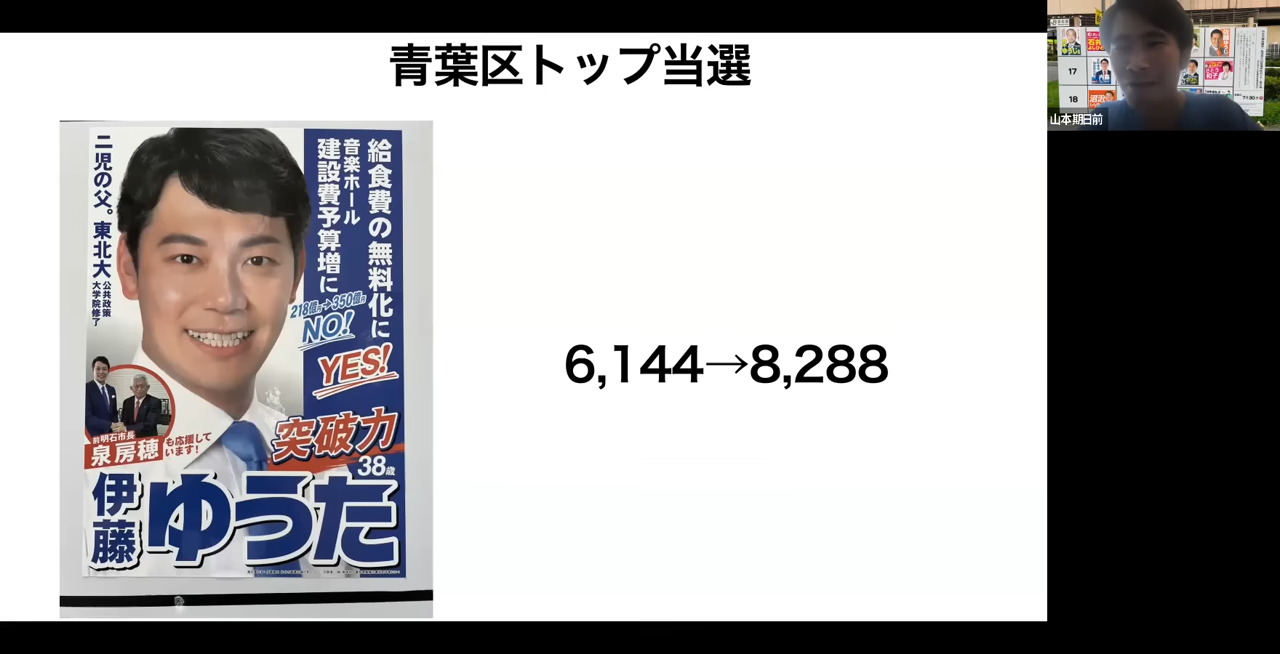 青葉区トップ当選
給食費の無料化に
音楽ホール
建設費予算増に
218億円→350億円
NO!
YES!
二児の父。東北大
公共政策
大学院修了
前明石市長
泉房穂
も応援して
います!
突破力
38歳
伊藤
ゆうた
6,144→8,288
17
18
山本期日前